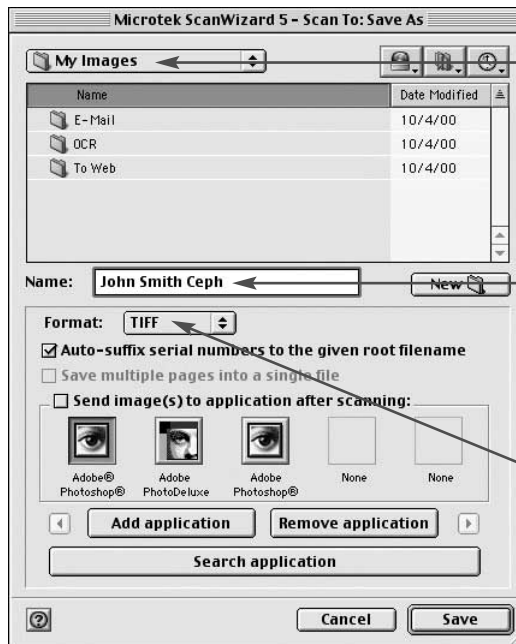 Microtek ScanWizard 5 - Scan To: Save As
My Images
Name Date Modified
E-Mail 10/4/00
OCR 10/4/00
To Web 10/4/00
Name: John Smith Ceph New
Format: TIFF
Auto-suffix serial numbers to the given root filename
Save multiple pages into a single file
Send image(s) to application after scanning:
Adobe® Adobe Adobe None None
Photoshop® PhotoDeluxe Photoshop®
Add application Remove application
Search application
? Cancel Save